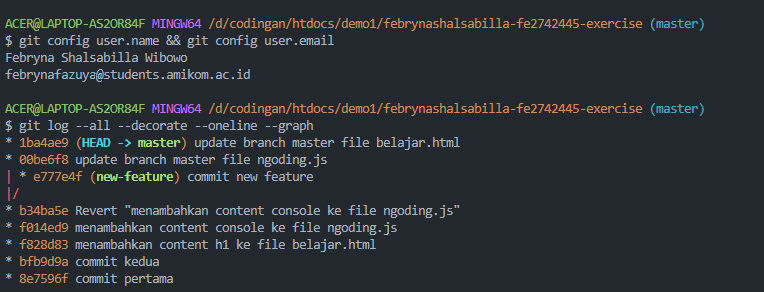 ACER@LAPTOP-AS2OR84F MINGW64 /d/codingan/htdocs/demo1/febrynashalsabilla-fe2742445-exercise (master)
$ git config user.name && git config user.email
Febryna Shalsabilla Wibowo
febrynafazuya@students.amikom.ac.id

ACER@LAPTOP-AS2OR84F MINGW64 /d/codingan/htdocs/demo1/febrynashalsabilla-fe2742445-exercise (master)
$ git log --all --decorate --oneline --graph
* 1ba4ae9 (HEAD -> master) update branch master file belajar.html
* 00be6f8 update branch master file ngoding.js
| * e777e4f (new-feature) commit new feature
|/
* b34ba5e Revert "menambahkan content console ke file ngoding.js"
* f014ed9 menambahkan content console ke file ngoding.js
* f828d83 menambahkan content h1 ke file belajar.html
* bfb9d9a commit kedua
* 8e7596f commit pertama